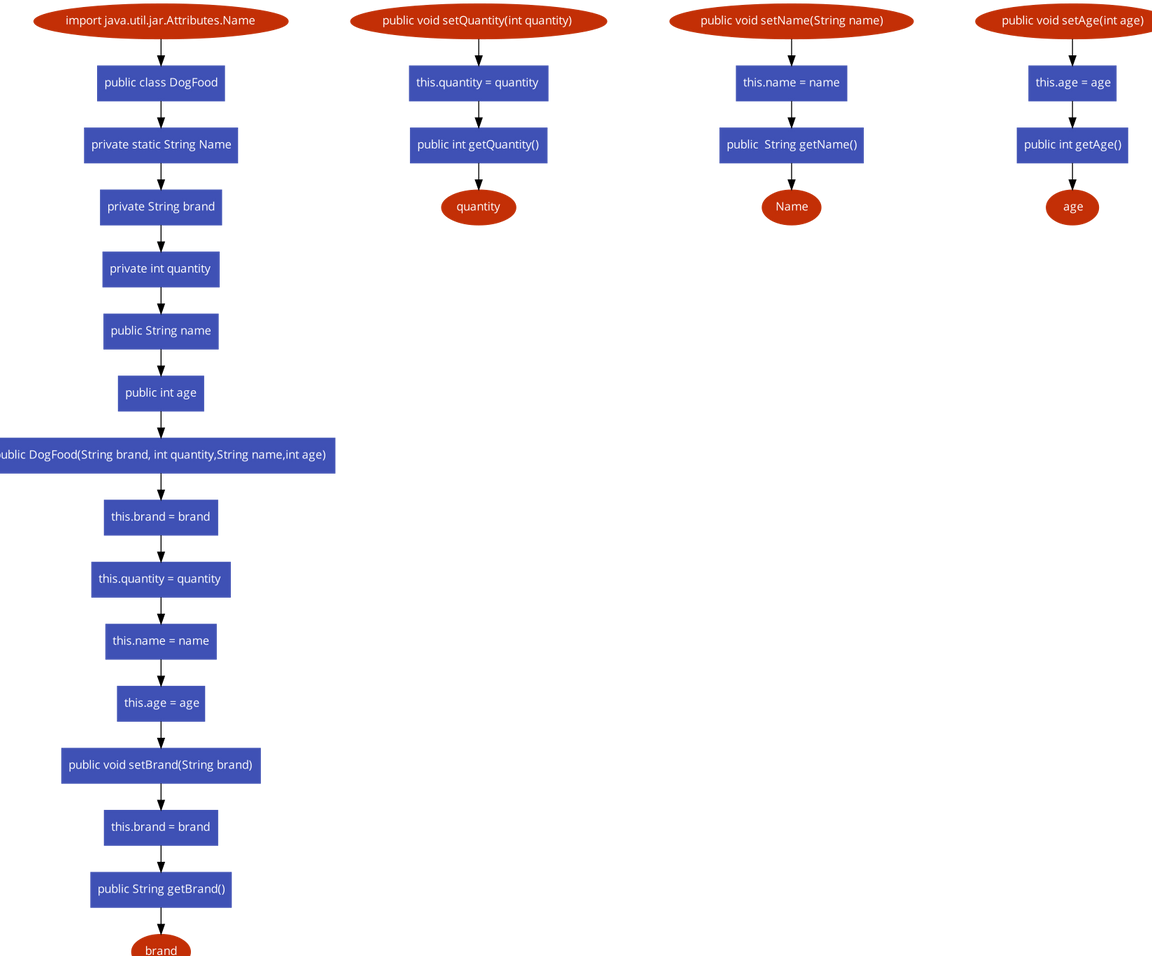 import java.util.jar.Attributes.Name
public class DogFood
private static String Name
private String brand
private int quantity
public String name
public int age
DogFood(String brand, int quantity,String name,int age)
this.brand = brand
this.quantity = quantity
this.name = name
this.age = age
public void setBrand(String brand)
this.brand = brand
public String getBrand()
brand
public void setQuantity(int quantity)
this.quantity = quantity
public int getQuantity()
quantity
public void setName(String name)
this.name = name
public  String getName()
Name
public void setAge(int age)
this.age = age
public int getAge()
age